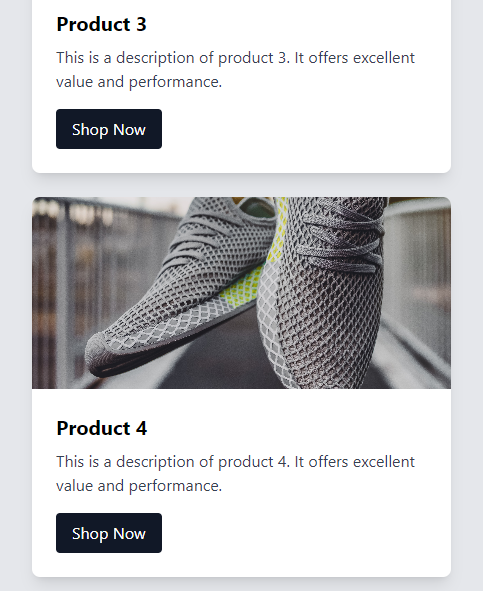 Product 3
This is a description of product 3. It offers excellent
value and performance.
Shop Now
Product 4
This is a description of product 4. It offers excellent
value and performance.
Shop Now